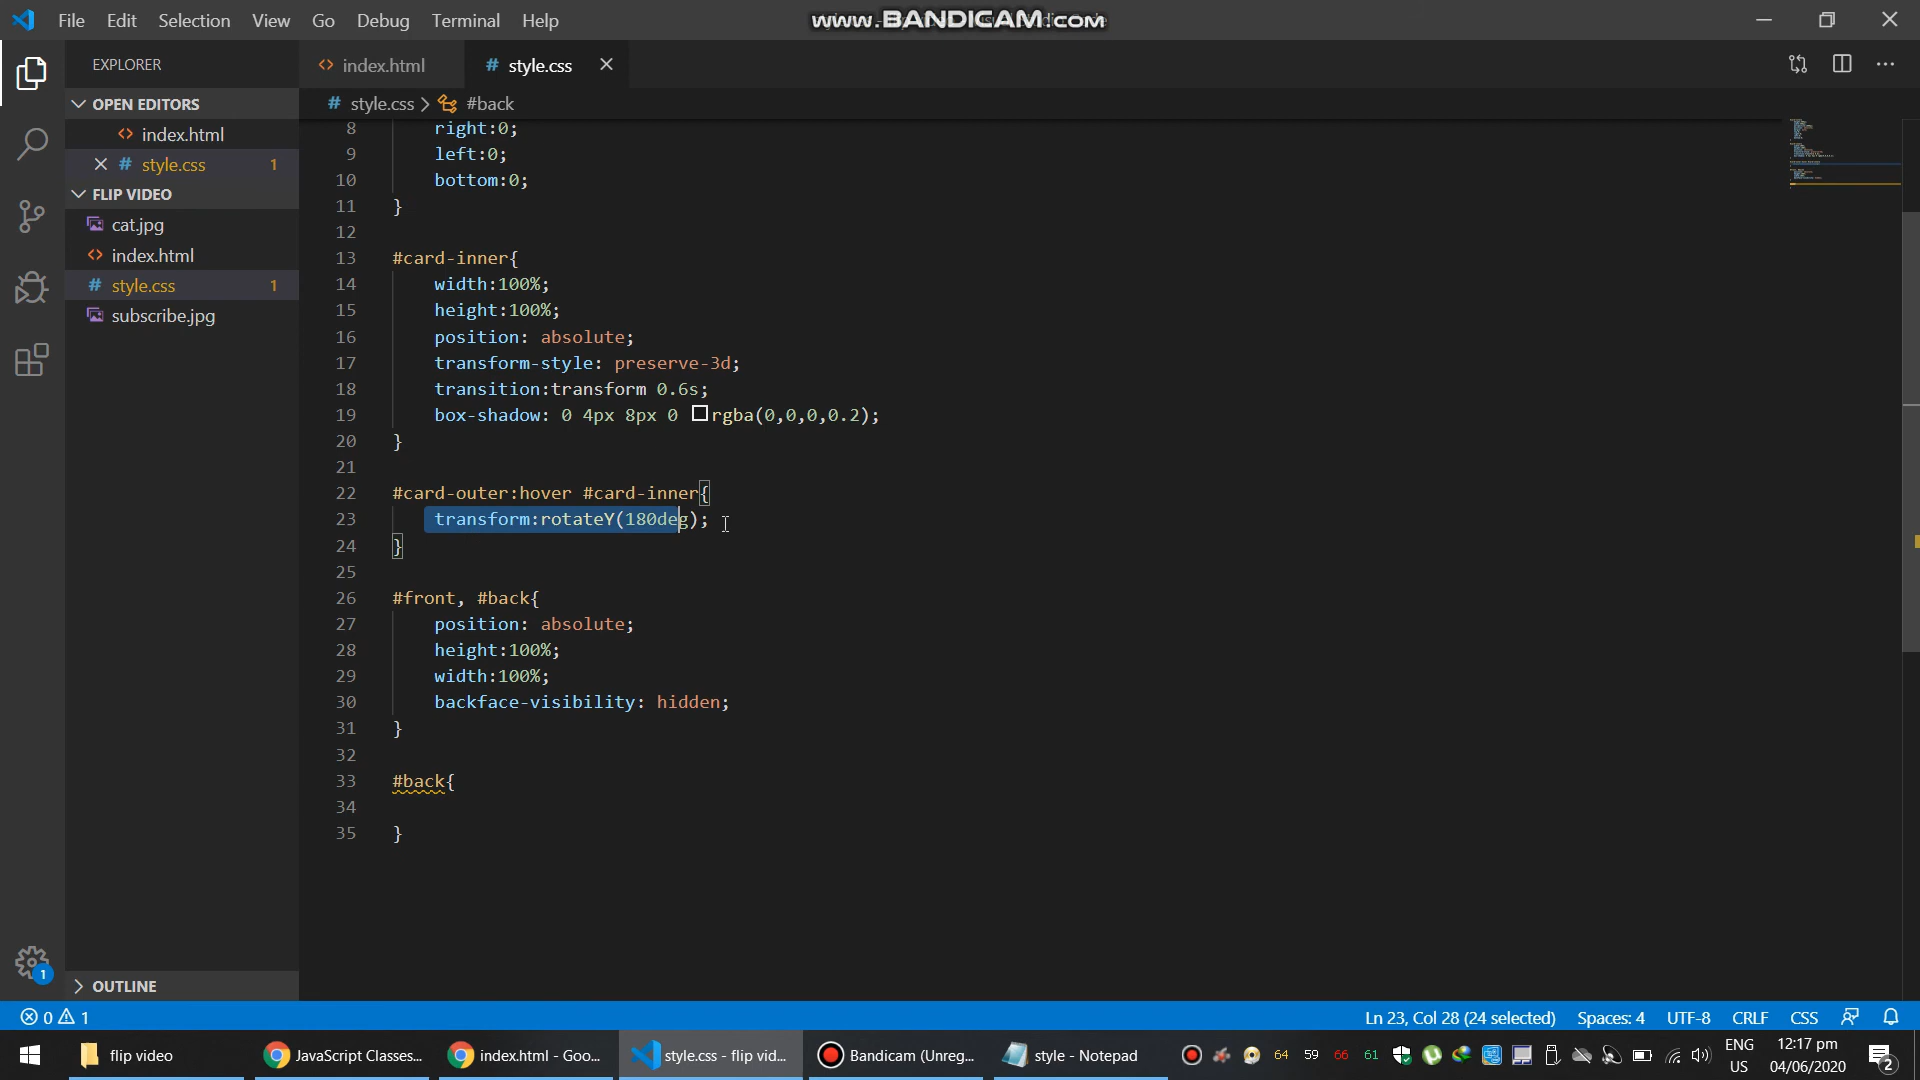 File Edit Selection View Go Debug Terminal Help
www.BANDICAM.com
EXPLORER
OPEN EDITORS
index.html
style.css 1
FLIP VIDEO
cat.jpg
index.html
style.css 1
subscribe.jpg
OUTLINE
index.html
style.css
style.css > #back
8 right:0;
9 left:0;
10 bottom:0;
11 }
12
13 #card-inner{
14 width:100%;
15 height:100%;
16 position: absolute;
17 transform-style: preserve-3d;
18 transition:transform 0.6s;
19 box-shadow: 0 4px 8px 0 rgba(0,0,0,0.2);
20 }
21
22 #card-outer:hover #card-inner{
23 transform:rotateY(180deg);
24 }
25
26 #front, #back{
27 position: absolute;
28 height:100%;
29 width:100%;
30 backface-visibility: hidden;
31 }
32
33 #back{
34
35 }
1
0 1
Ln 23, Col 28 (24 selected) Spaces: 4 UTF-8 CRLF CSS
flip video
JavaScript Classes...
index.html - Goo...
style.css - flip vid...
Bandicam (Unreg...
style - Notepad
64 59 66 61
ENG
US
12:17 pm
04/06/2020
2